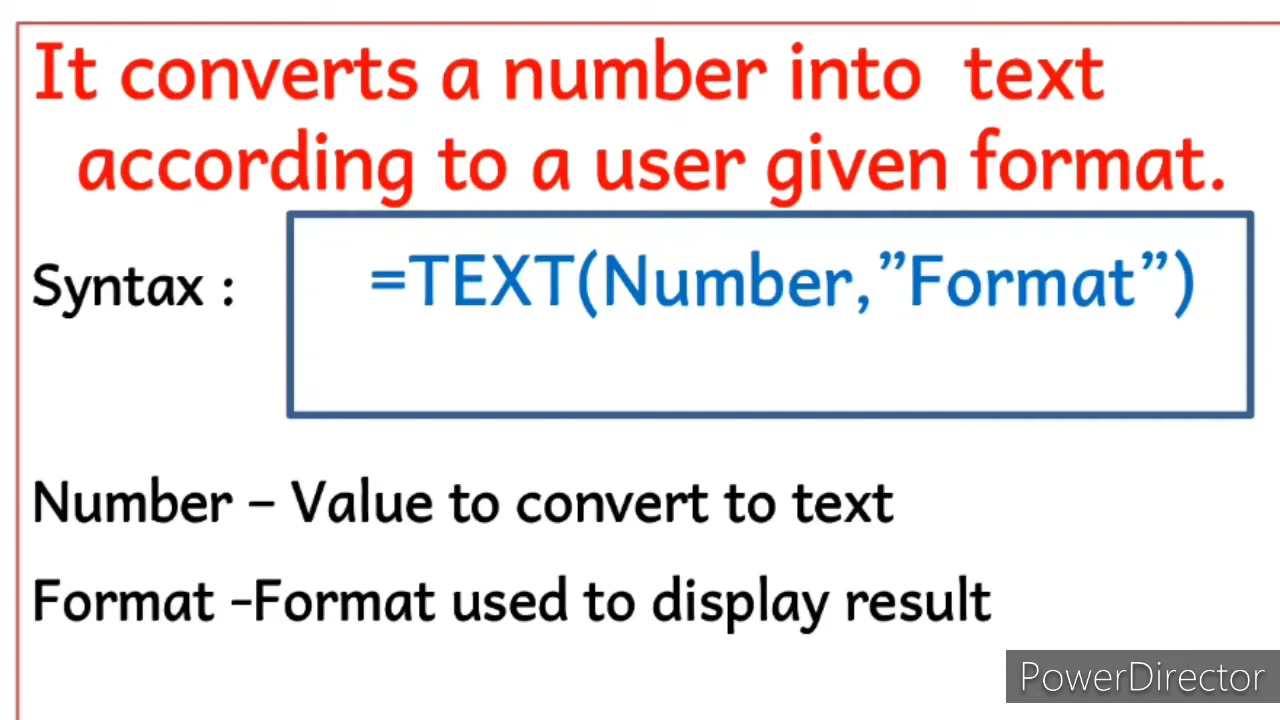 It converts a number into text
according to a user given format.
Syntax : =TEXT(Number,”Format”)
Number – Value to convert to text
Format -Format used to display result
PowerDirector